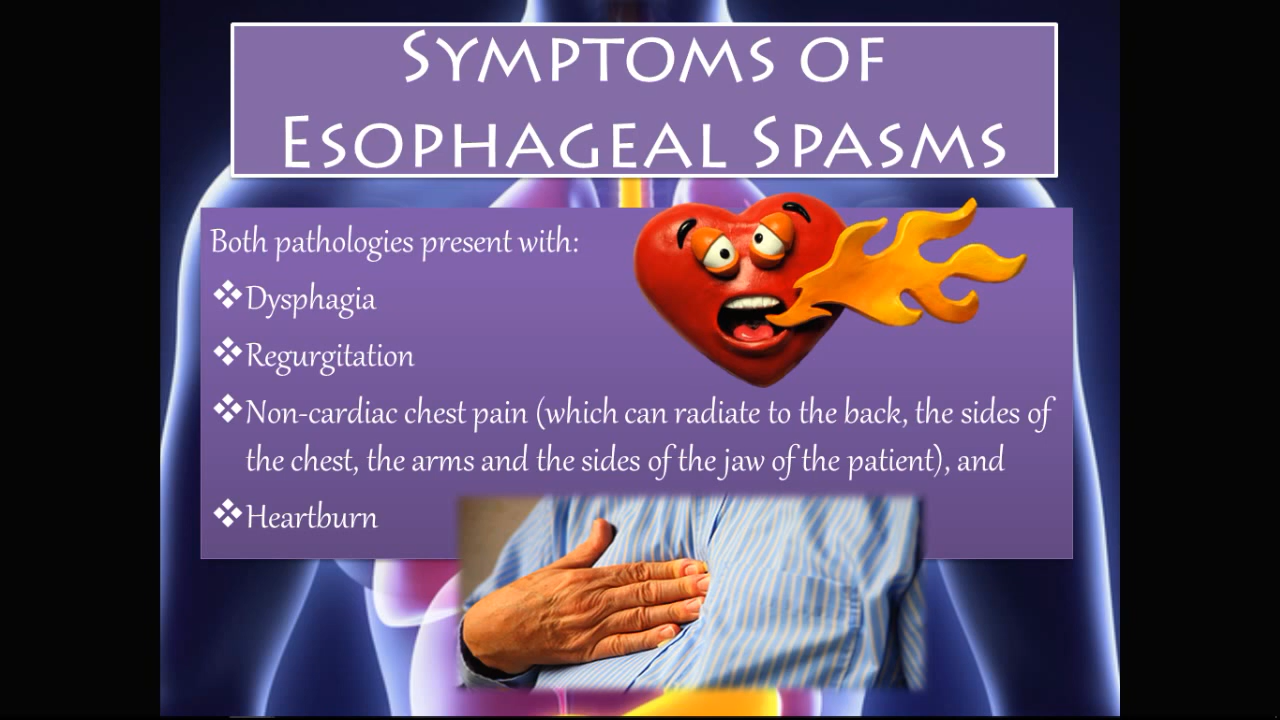 Symptoms of
Esophageal Spasms
Both pathologies present with:
❖Dysphagia
❖Regurgitation
❖Non-cardiac chest pain (which can radiate to the back, the sides of
the chest, the arms and the sides of the jaw of the patient), and
❖Heartburn